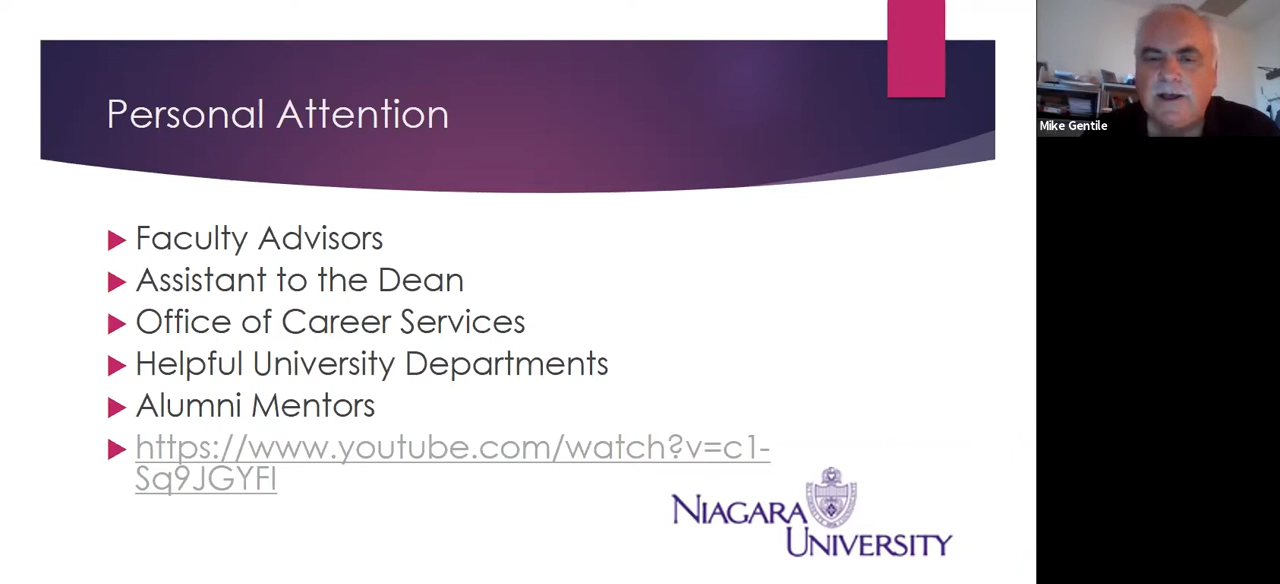 Personal Attention
Faculty Advisors
Assistant to the Dean
Office of Career Services
Helpful University Departments
Alumni Mentors
https://www.youtube.com/watch?v=c1-
Sq9JGYFI
NIAGARA
UNIVERSITY
Mike Gentile